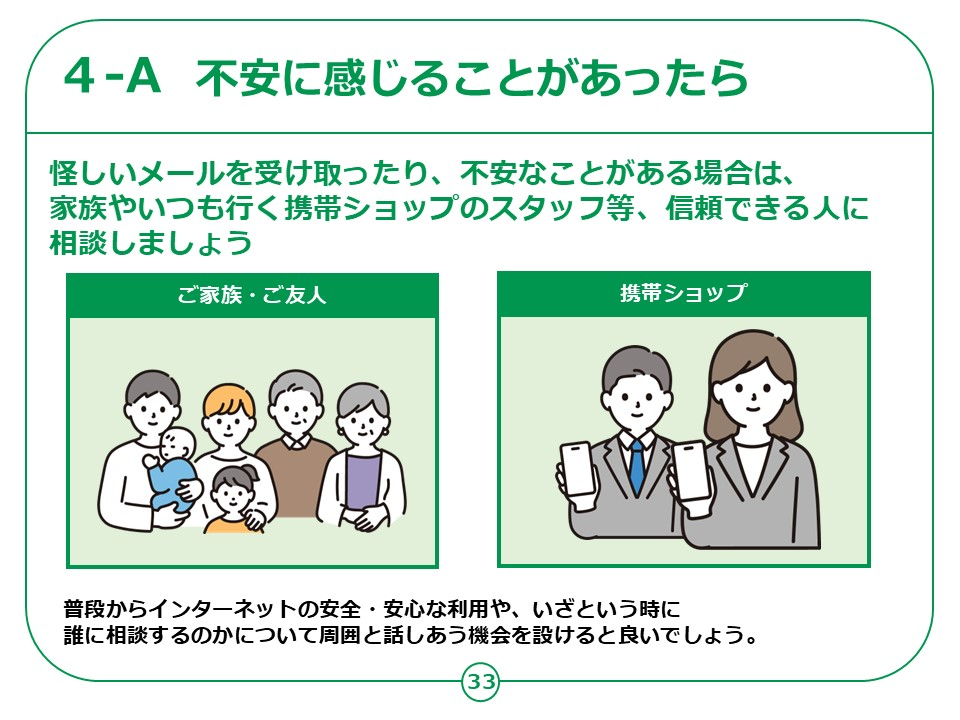 4-A 不安に感じることがあったら
怪しいメールを受け取ったり、不安なことがある場合は、
家族やいつも行く携帯ショップのスタッフ等、信頼できる人に
相談しましょう
ご家族・ご友人
携帯ショップ
普段からインターネットの安全・安心な利用や、いざという時に
誰に相談するのかについて周囲と話しあう機会を設けると良いでしょう。
33